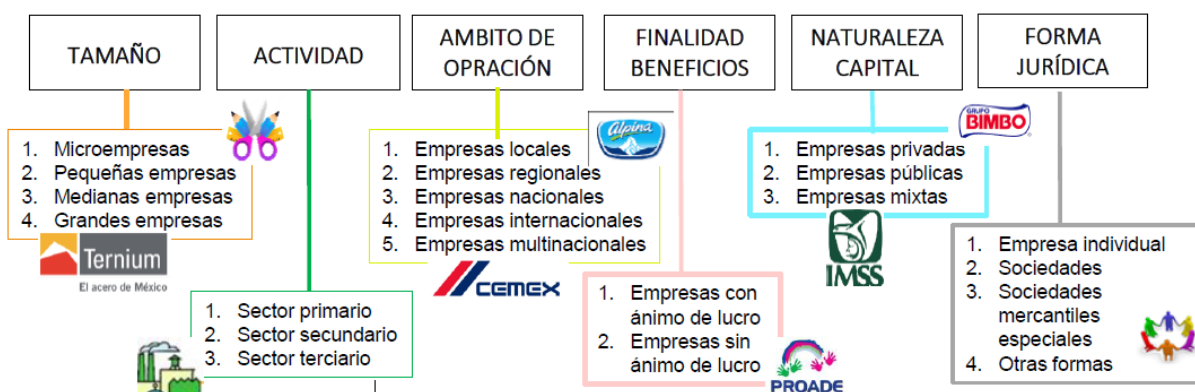 TAMAÑO
ACTIVIDAD
AMBITO DE
OPRACIÓN
FINALIDAD
BENEFICIOS
NATURALEZA
CAPITAL
FORMA
JURÍDICA
1. Microempresas
2. Pequeñas empresas
3. Medianas empresas
4. Grandes empresas
Ternium
El acero de México
1. Sector primario
2. Sector secundario
3. Sector terciario
alpina
1. Empresas locales
2. Empresas regionales
3. Empresas nacionales
4. Empresas internacionales
5. Empresas multinacionales
CEMEX
1. Empresas con
ánimo de lucro
2. Empresas sin
ánimo de lucro
PROADE
GRUPO
BIMBO
1. Empresas privadas
2. Empresas públicas
3. Empresas mixtas
IMSS
1. Empresa individual
2. Sociedades
3. Sociedades
mercantiles
especiales
4. Otras formas